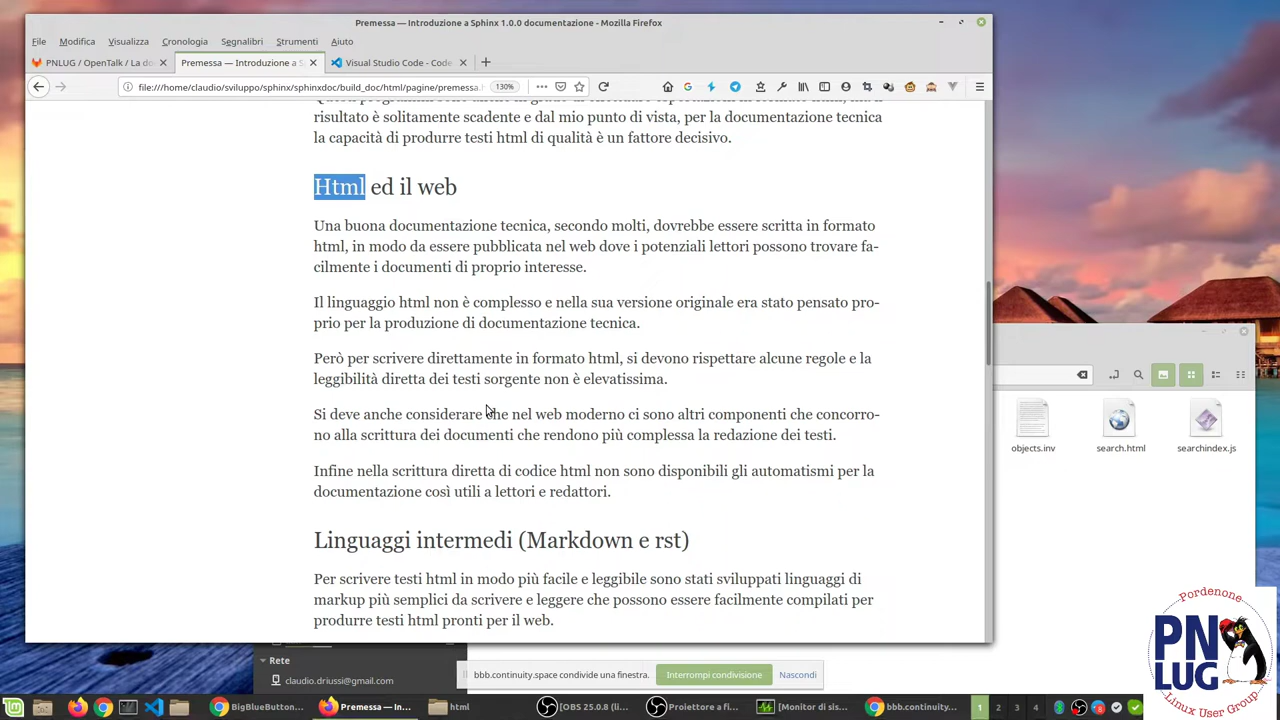 Premessa — Introduzione a Sphinx 1.0.0 documentazione - Mozilla Firefox
File Modifica Visualizza Cronologia Segnalibri Strumenti Aiuto
PNLUG / OpenTalk / La do
Premessa — Introduzione a S
Visual Studio Code - Code
file:///home/claudio/sviluppo/sphinx/sphinxdoc/build_doc/html/pagine/premessa.
130%
risultato è solitamente scadente e dal mio punto di vista, per la documentazione tecnica
la capacità di produrre testi html di qualità è un fattore decisivo.
Html ed il web
Una buona documentazione tecnica, secondo molti, dovrebbe essere scritta in formato
html, in modo da essere pubblicata nel web dove i potenziali lettori possono trovare fa-
cilmente i documenti di proprio interesse.
Il linguaggio html non è complesso e nella sua versione originale era stato pensato pro-
prio per la produzione di documentazione tecnica.
Però per scrivere direttamente in formato html, si devono rispettare alcune regole e la
leggibilità diretta dei testi sorgente non è elevatissima.
Si deve anche considerare che nel web moderno ci sono altri componenti che concorro-
no alla scrittura dei documenti che rendono più complessa la redazione dei testi.
Infine nella scrittura diretta di codice html non sono disponibili gli automatismi per la
documentazione così utili a lettori e redattori.
Linguaggi intermedi (Markdown e rst)
Per scrivere testi html in modo più facile e leggibile sono stati sviluppati linguaggi di
markup più semplici da scrivere e leggere che possono essere facilmente compilati per
produrre testi html pronti per il web.
objects.inv
search.html
searchindex.js
Rete
claudio.driussi@gmail.com
bbb.continuity.space condivide una finestra.
Interrompi condivisione
Nascondi
Pordenone
PN
LUG
Linux User Group
BigBlueButton...
Premessa — In...
html
[OBS 25.0.8 (li...
Proiettore a fi...
[Monitor di sis...
bbb.continuity...
1 2 3 4